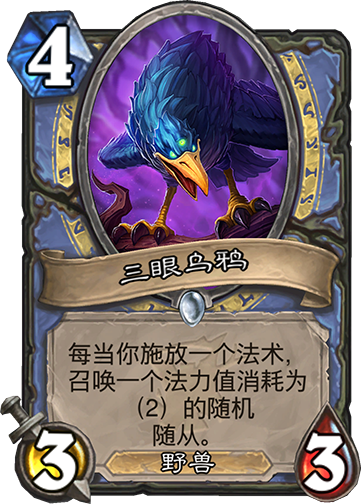 4
三眼乌鸦
每当你施放一个法术，
召唤一个法力值消耗为
（2）的随机
随从。
野兽
3
3